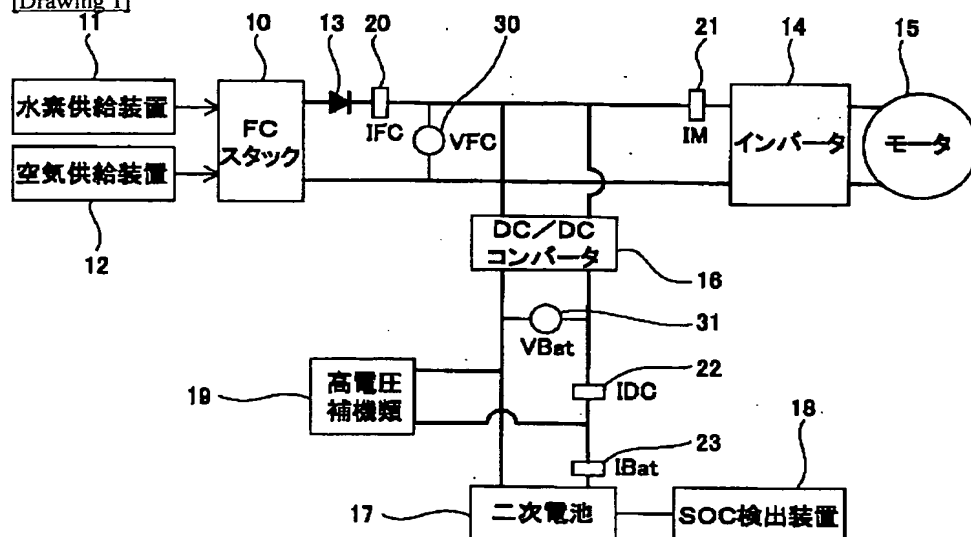 [Drawing 1]
11
10
13
20
30
21
14
15
水素供給装置
FC
スタック
IFC
VFC
IM
インバータ
モータ
空気供給装置
12
DC/DC
コンバータ
16
VBat
31
19
高電圧
補機類
22
IDC
23
IBat
18
17
二次電池
SOC検出装置